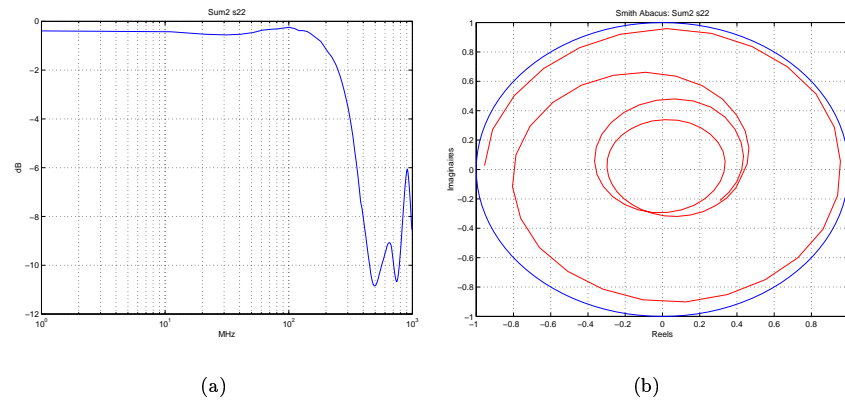 Sum2 s22
0
−2
−4
−6
−8
−10
−12
dB
10^0
10^1
10^2
10^3
MHz
(a)
Smith Abacus: Sum2 s22
1
0.8
0.6
0.4
0.2
0
−0.2
−0.4
−0.6
−0.8
−1
Imaginaires
−1 −0.8 −0.6 −0.4 −0.2 0 0.2 0.4 0.6 0.8
Reels
(b)